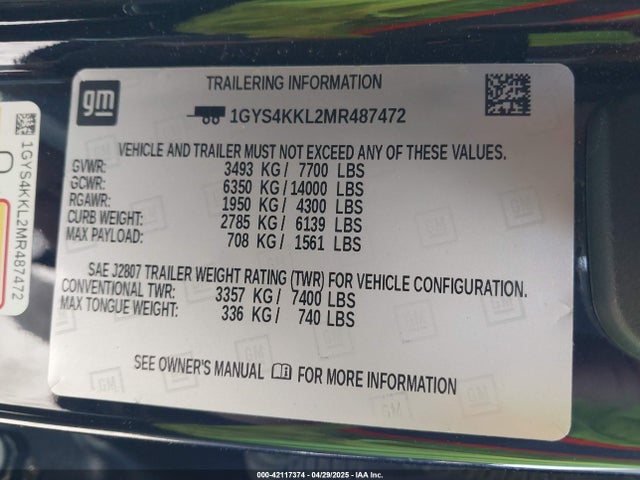 gm
TRAILERING INFORMATION
1GYS4KKL2MR487472
VEHICLE AND TRAILER MUST NOT EXCEED ANY OF THESE VALUES.
GVWR: 3493 KG / 7700 LBS
GCWR: 6350 KG / 14000 LBS
RGAWR: 1950 KG / 4300 LBS
CURB WEIGHT: 2785 KG / 6139 LBS
MAX PAYLOAD: 708 KG / 1561 LBS
SAE J2807 TRAILER WEIGHT RATING (TWR) FOR VEHICLE CONFIGURATION.
CONVENTIONAL TWR: 3357 KG / 7400 LBS
MAX TONGUE WEIGHT: 336 KG / 740 LBS
SEE OWNER'S MANUAL FOR MORE INFORMATION
1GYS4KKL2MR487472
000-42117374 | 04/29/2025 - IAA Inc.